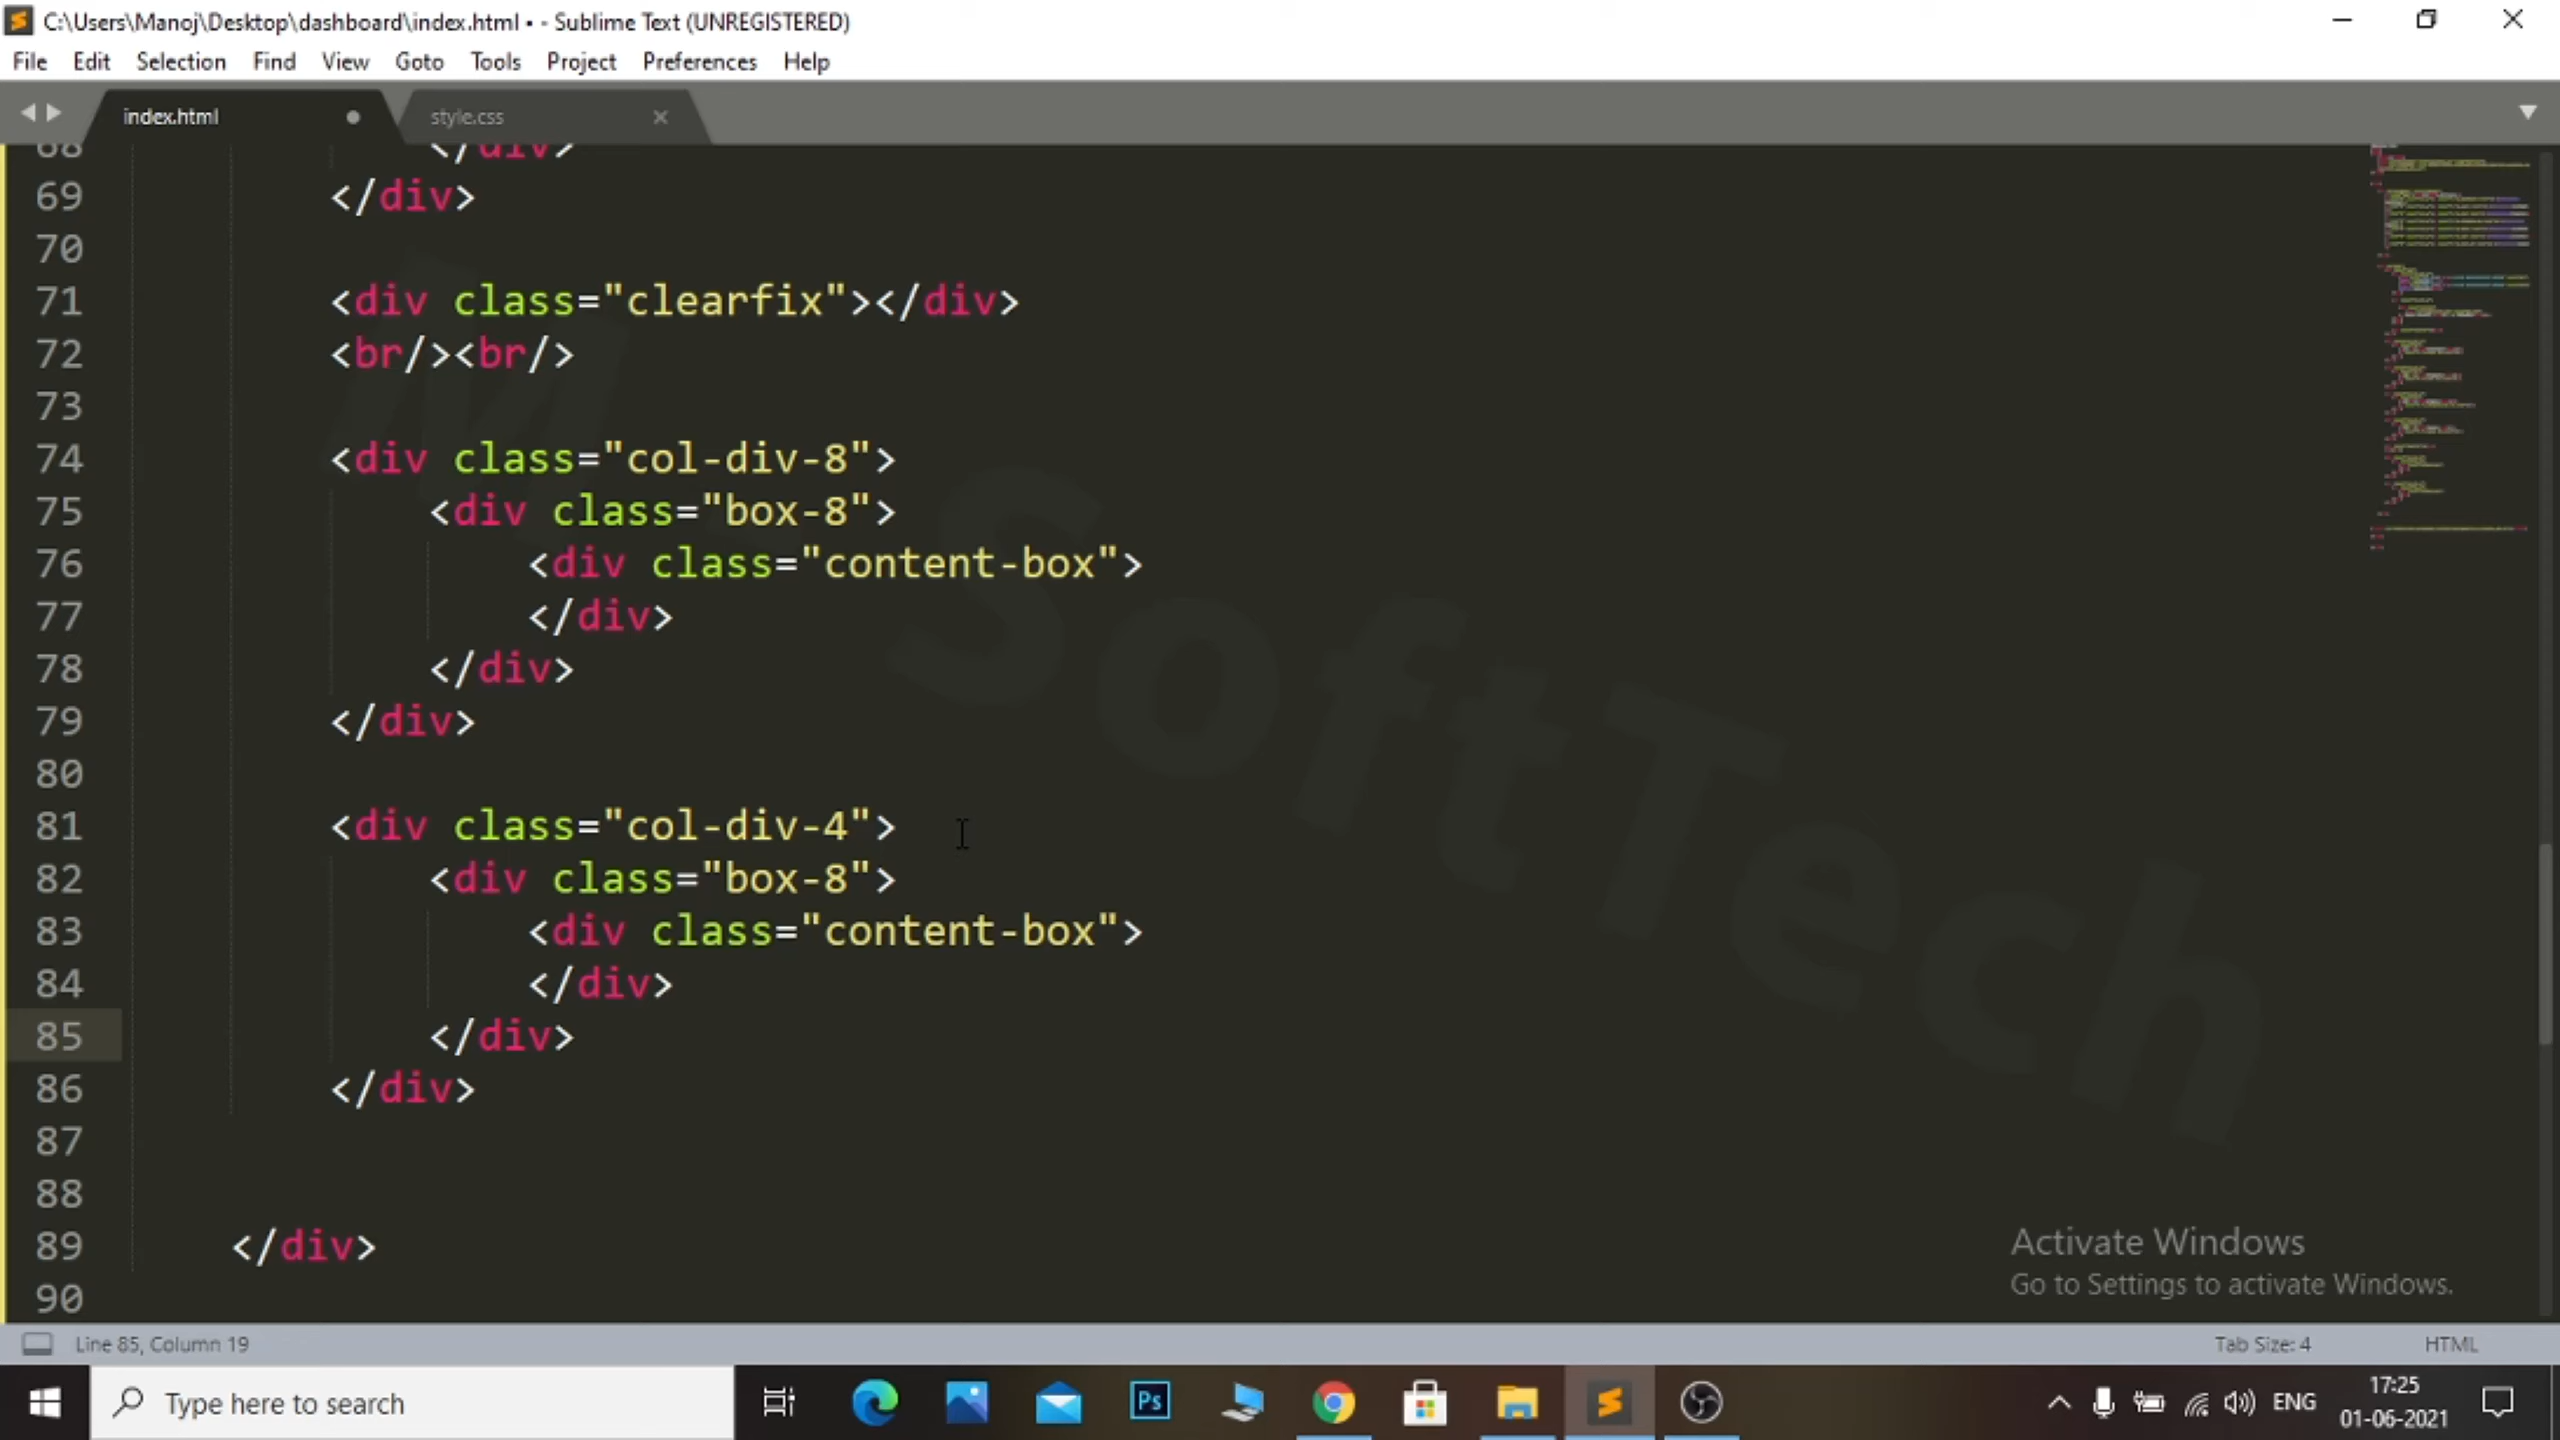 C:\Users\Manoj\Desktop\dashboard\index.html • - Sublime Text (UNREGISTERED)
File Edit Selection Find View Goto Tools Project Preferences Help
index.html style.css
68 </div>
69 </div>
70
71 <div class="clearfix"></div>
72 <br/><br/>
73
74 <div class="col-div-8">
75 <div class="box-8">
76 <div class="content-box">
77 </div>
78 </div>
79 </div>
80
81 <div class="col-div-4">
82 <div class="box-8">
83 <div class="content-box">
84 </div>
85 </div>
86 </div>
87
88
89 </div>
90
SoftTech
Activate Windows
Go to Settings to activate Windows.
Line 85, Column 19 Tab Size: 4 HTML
Type here to search Ps ENG 17:25
01-06-2021